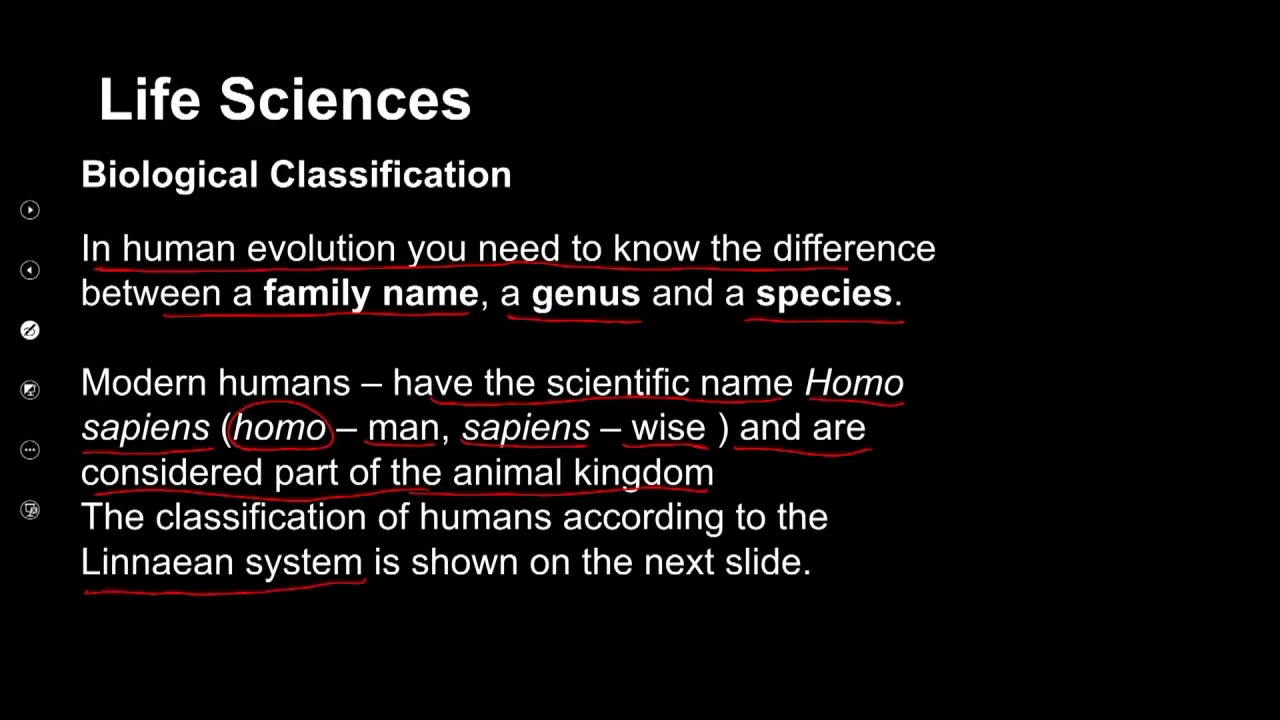 Life Sciences
Biological Classification
In human evolution you need to know the difference
between a family name, a genus and a species.
Modern humans – have the scientific name Homo
sapiens (homo – man, sapiens – wise ) and are
considered part of the animal kingdom
The classification of humans according to the
Linnaean system is shown on the next slide.